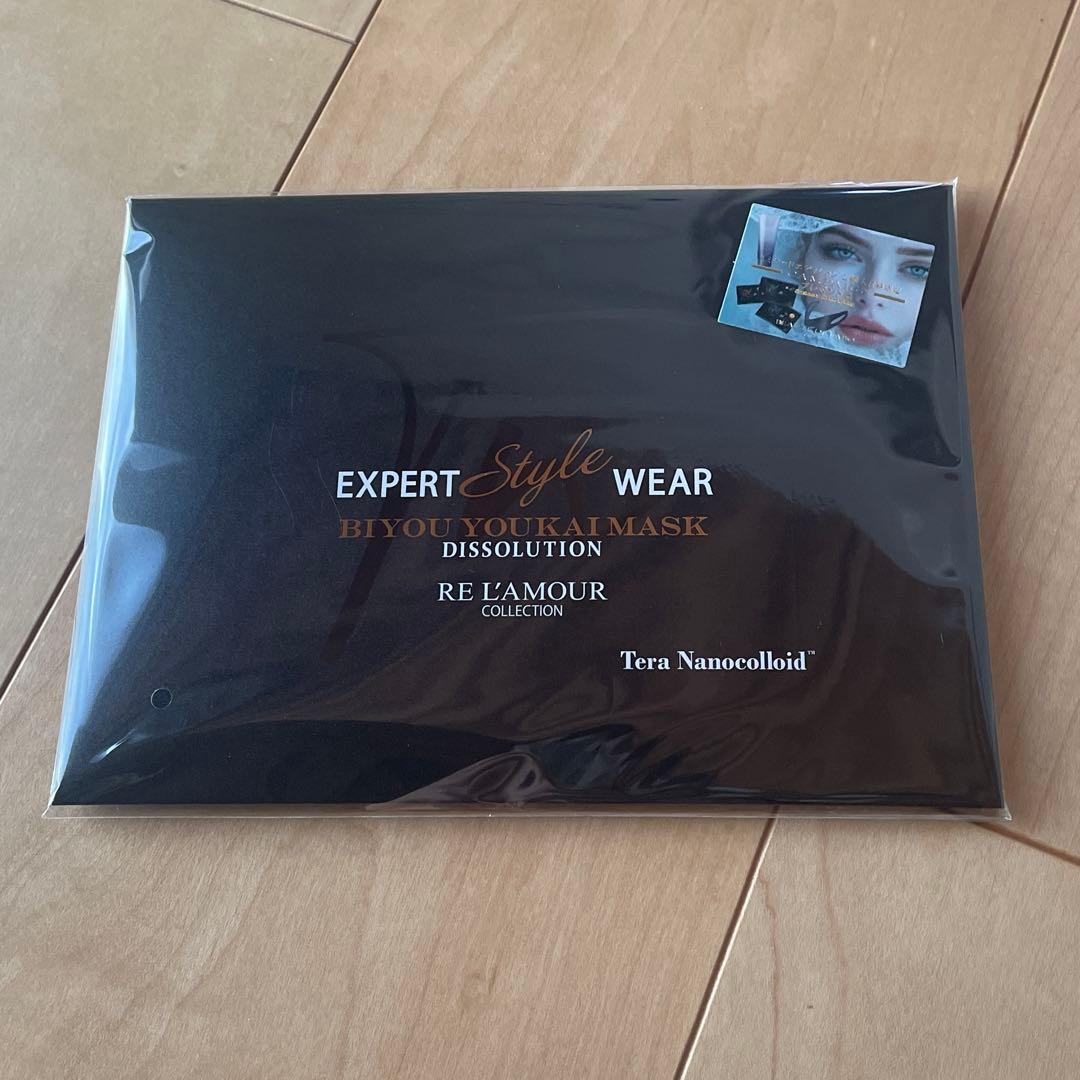 EXPERT Style WEAR
BIYOU YOUKAI MASK
DISSOLUTION
RE L'AMOUR
COLLECTION
Tera Nanocolloid™